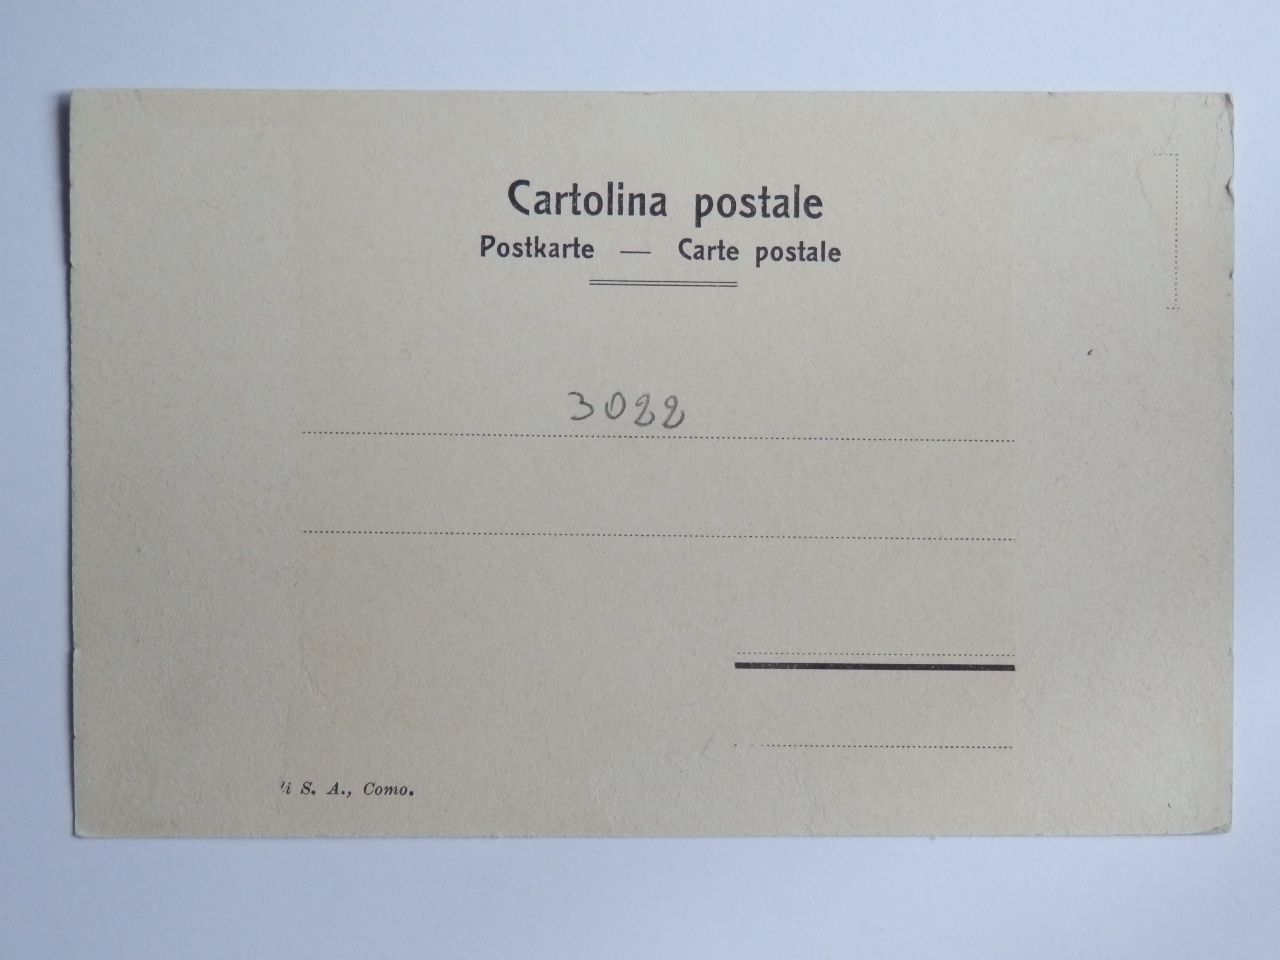 Cartolina postale
Postkarte — Carte postale
3022
S. A., Como.